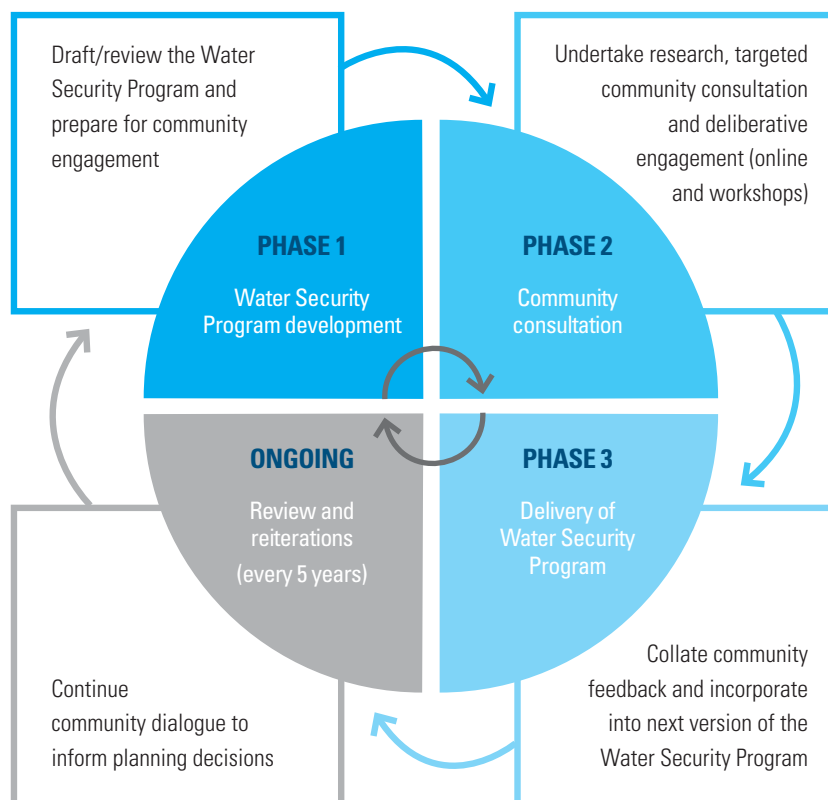 Draft/review the Water
Security Program and
prepare for community
engagement
Undertake research, targeted
community consultation
and deliberative
engagement (online
and workshops)
PHASE 1
Water Security
Program development
PHASE 2
Community
consultation
ONGOING
Review and
reiterations
(every 5 years)
PHASE 3
Delivery of
Water Security
Program
Continue
community dialogue to
inform planning decisions
Collate community
feedback and incorporate
into next version of the
Water Security Program